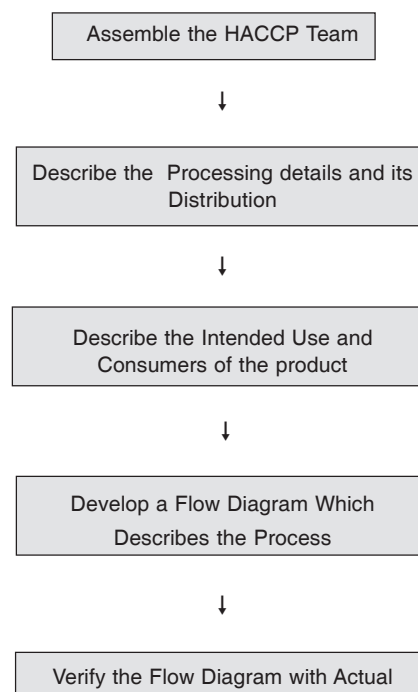 Assemble the HACCP Team
↓
Describe the Processing details and its
Distribution
↓
Describe the Intended Use and
Consumers of the product
↓
Develop a Flow Diagram Which
Describes the Process
↓
Verify the Flow Diagram with Actual